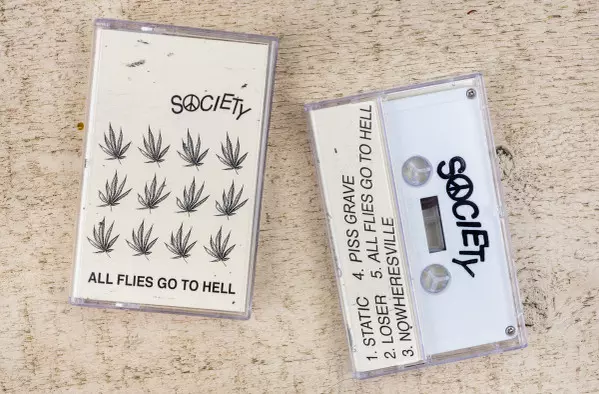 SOCIETY
ALL FLIES GO TO HELL
1. STATIC 4. PISS GRAVE
2. LOSER 5. ALL FLIES GO TO HELL
3. NOWHERESVILLE
SOCIETY